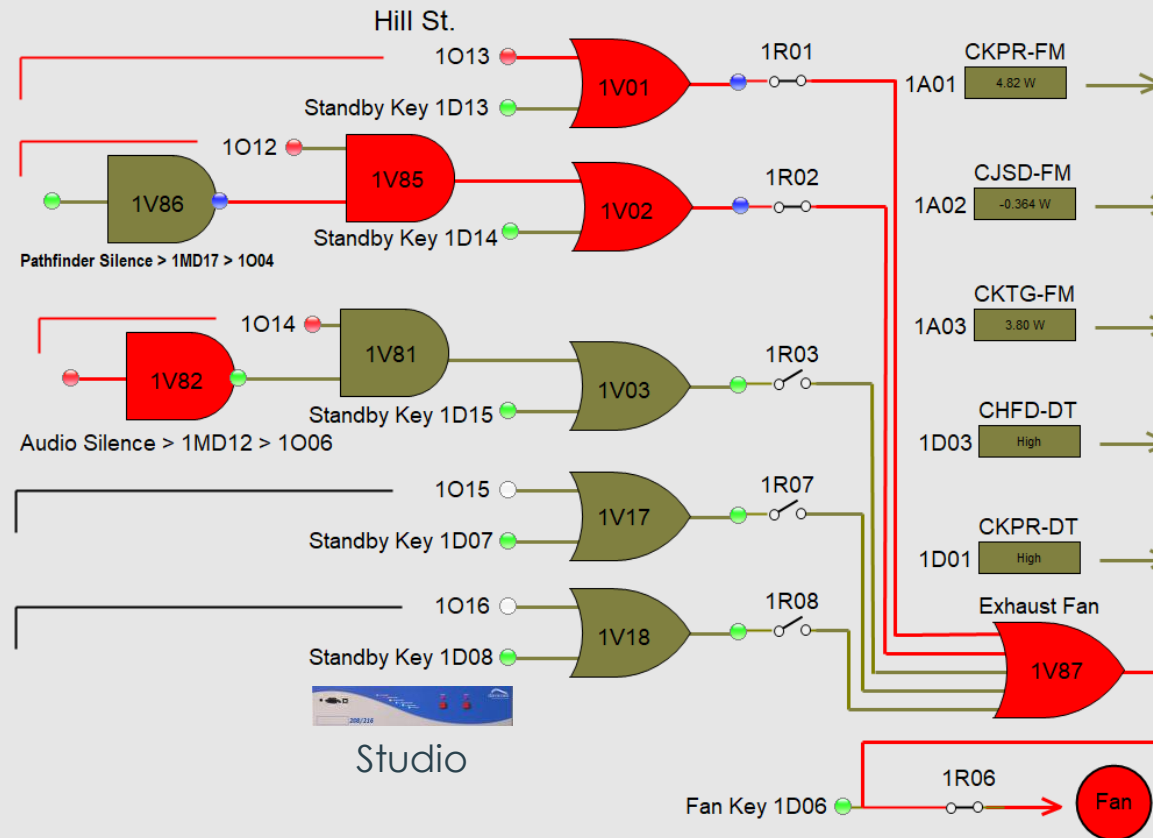 Hill St.
1O13
1V01
1R01
CKPR-FM
1A01
4.82 W
Standby Key 1D13
1O12
1V85
1V86
1V02
1R02
CJSD-FM
1A02
-0.364 W
Standby Key 1D14
Pathfinder Silence > 1MD17 > 1O04
CKTG-FM
1A03
3.80 W
1O14
1V81
1V82
1V03
1R03
Standby Key 1D15
Audio Silence > 1MD12 > 1O06
CHFD-DT
1D03
High
1O15
1V17
1R07
Standby Key 1D07
CKPR-DT
1D01
High
1O16
1V18
1R08
Exhaust Fan
1V87
Standby Key 1D08
208/216
Studio
1R06
Fan Key 1D06
Fan